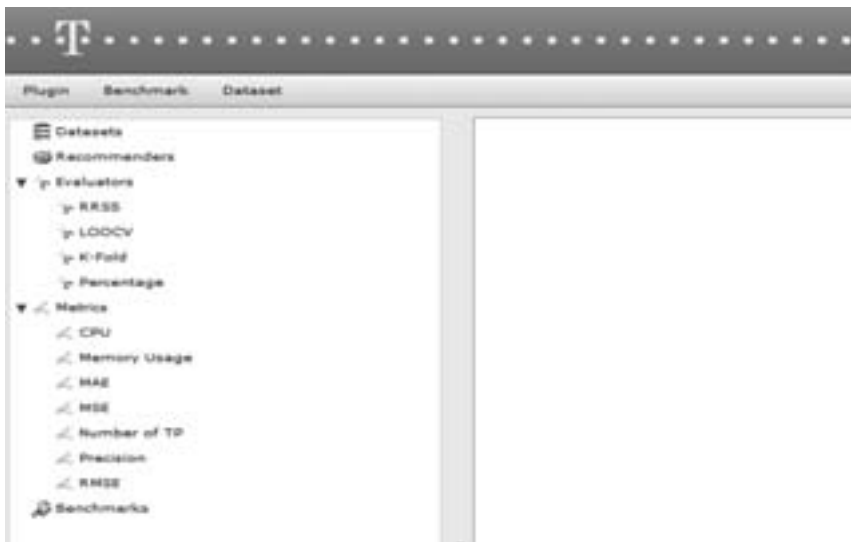 T
Plugin Benchmark Dataset
Datasets
Recommenders
Evaluators
RRSS
LOOCV
K-Fold
Percentage
Metrics
CPU
Memory Usage
MAE
MSE
Number of TP
Precision
RMSE
Benchmarks